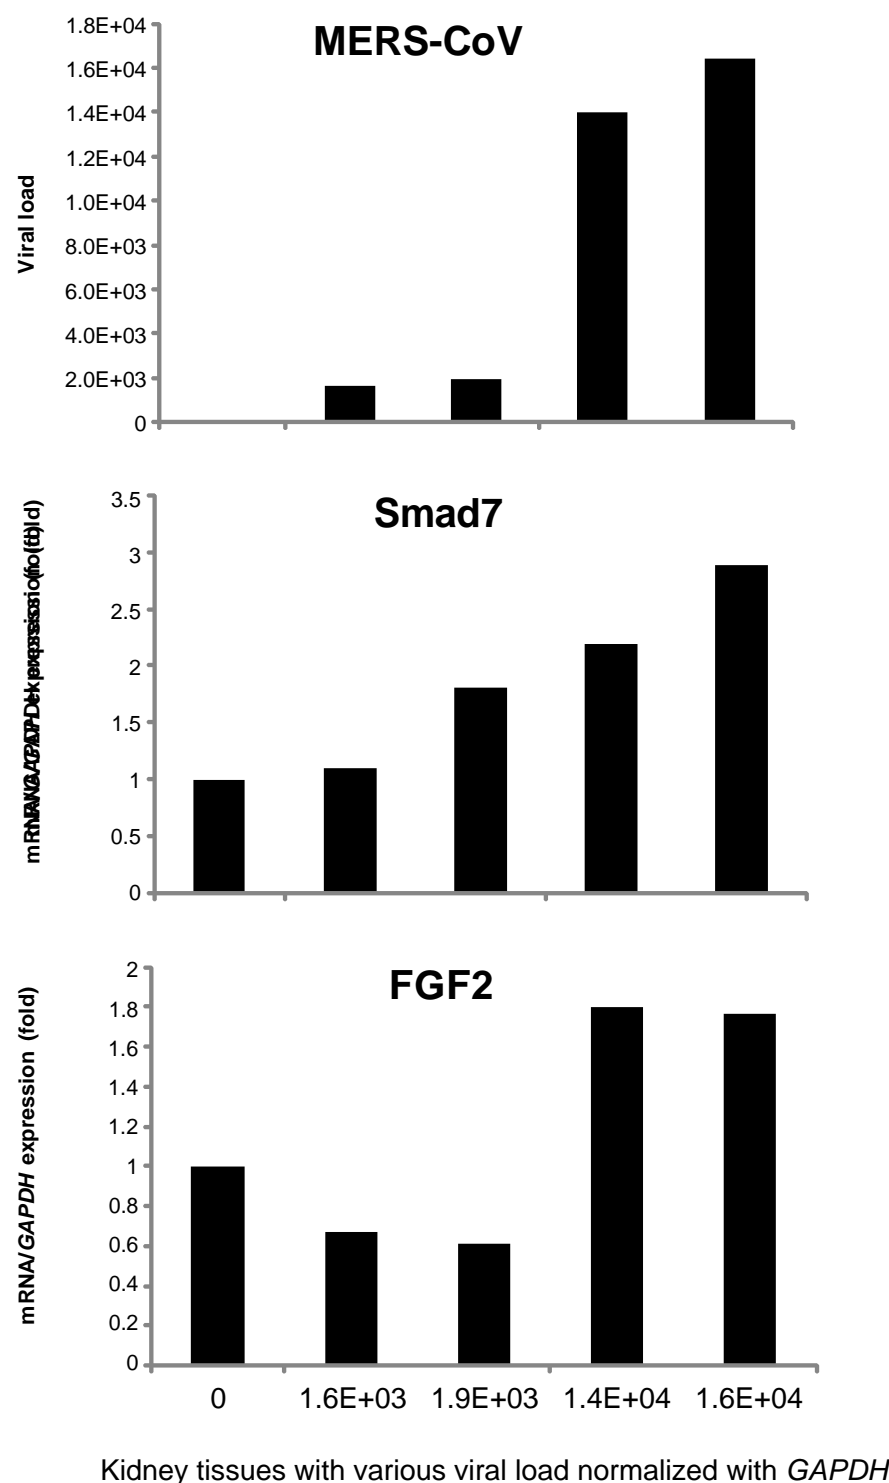 MERS-CoV
Viral load
1.8E+04
1.6E+04
1.4E+04
1.2E+04
1.0E+04
8.0E+03
6.0E+03
4.0E+03
2.0E+03
0
Smad7
3.5
3
2.5
2
1.5
1
0.5
0
FGF2
mRNA/GAPDH expression (fold)
2
1.8
1.6
1.4
1.2
1
0.8
0.6
0.4
0.2
0
0 1.6E+03 1.9E+03 1.4E+04 1.6E+04
Kidney tissues with various viral load normalized with GAPDH